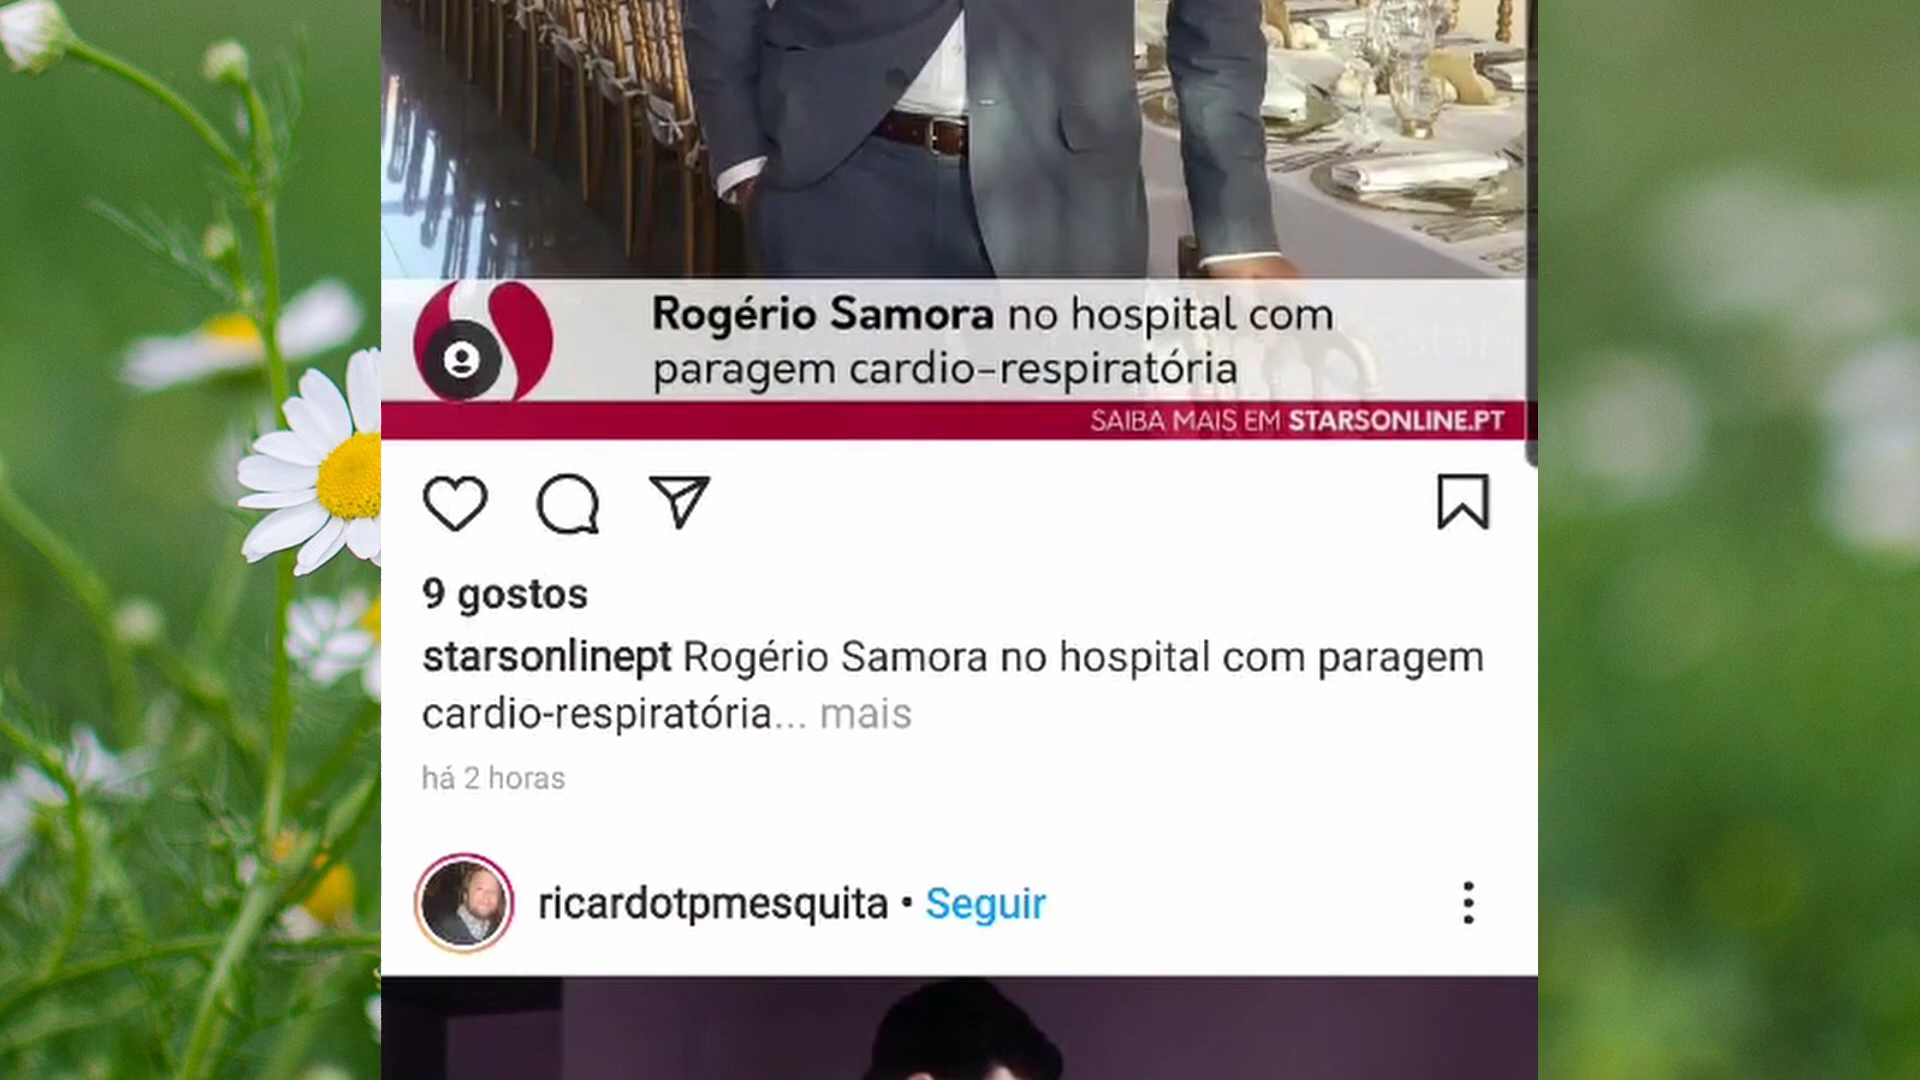 Rogério Samora no hospital com
paragem cardio-respiratória
SAIBA MAIS EM STARSONLINE.PT
9 gostos
starsonlinept Rogério Samora no hospital com paragem
cardio-respiratória... mais
há 2 horas
ricardotpmesquita • Seguir